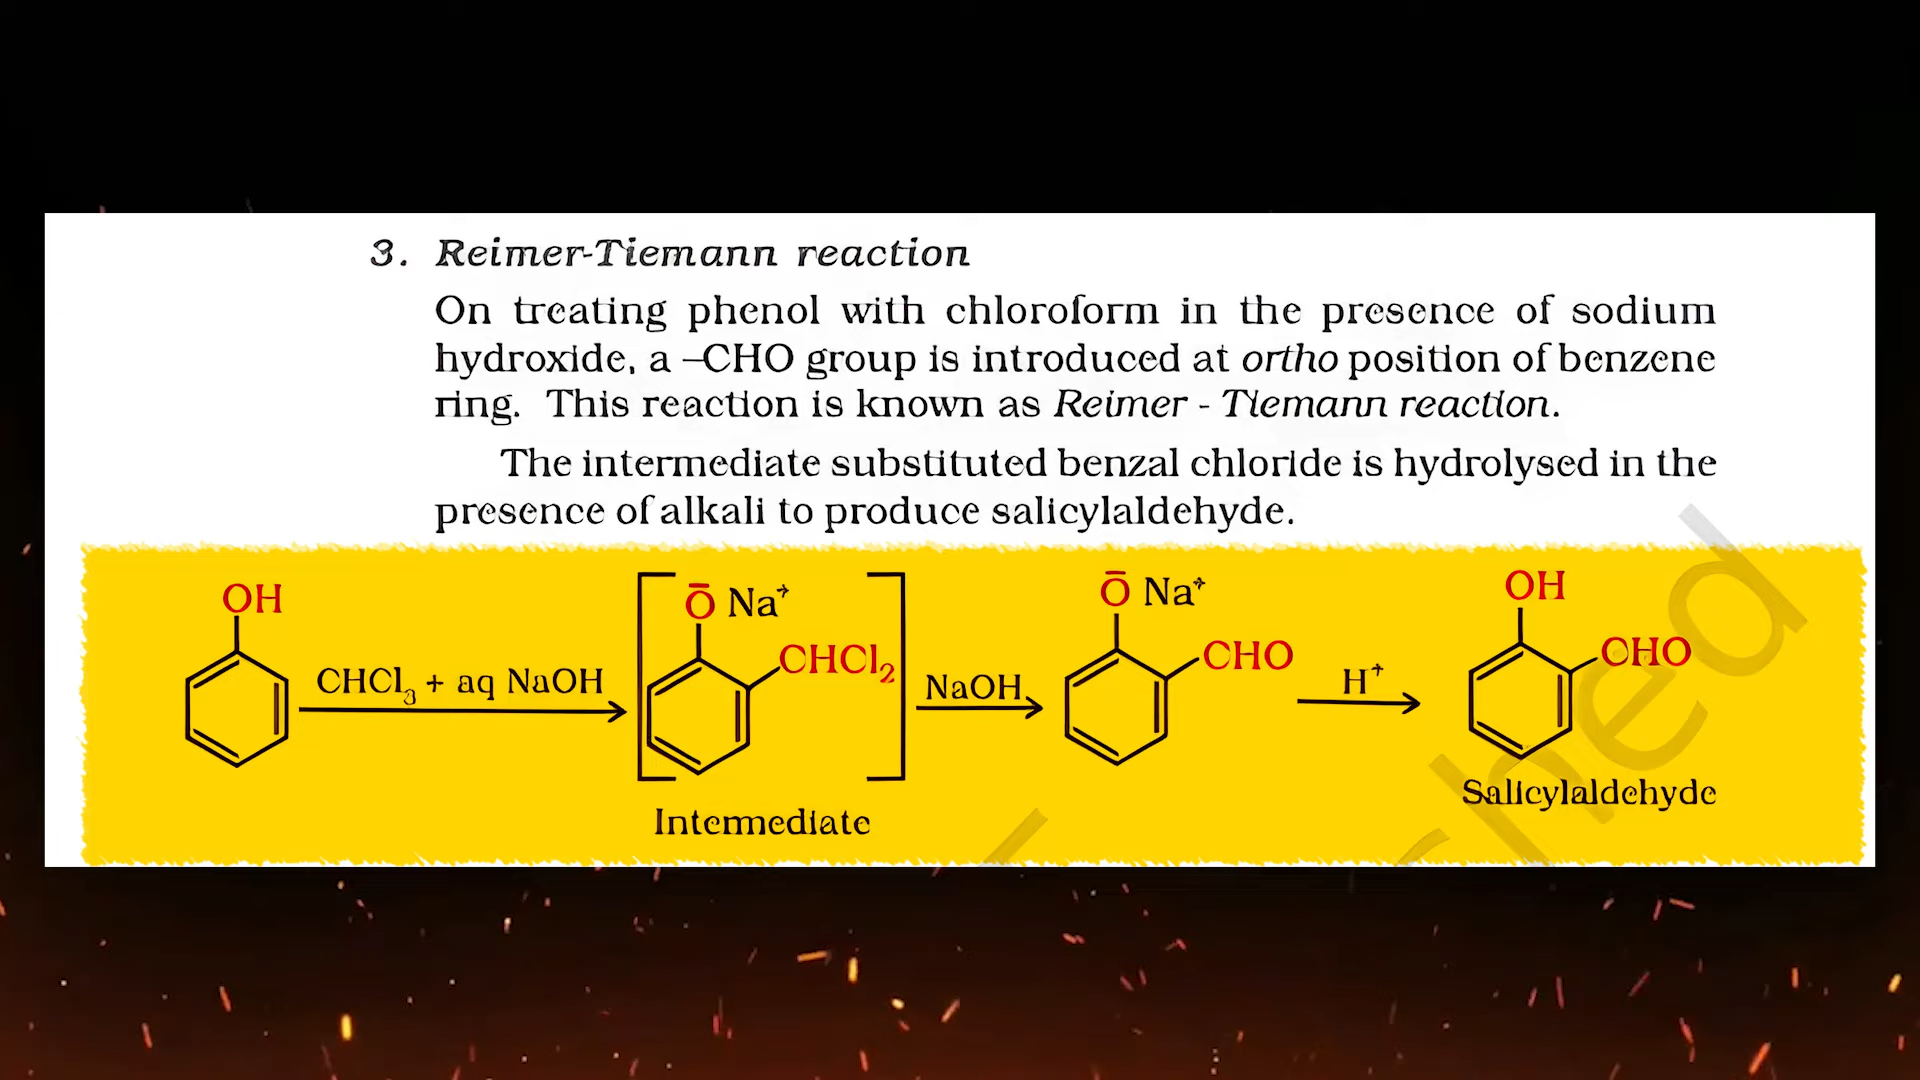 3. Reimer-Tiemann reaction
On treating phenol with chloroform in the presence of sodium
hydroxide, a –CHO group is introduced at ortho position of benzene
ring. This reaction is known as Reimer - Tiemann reaction.
The intermediate substituted benzal chloride is hydrolysed in the
presence of alkali to produce salicylaldehyde.
OH
CHCl₃ + aq NaOH
Ō Na⁺
CHCl₂
NaOH
Ō Na⁺
CHO
H⁺
OH
CHO
Intermediate
Salicylaldehyde